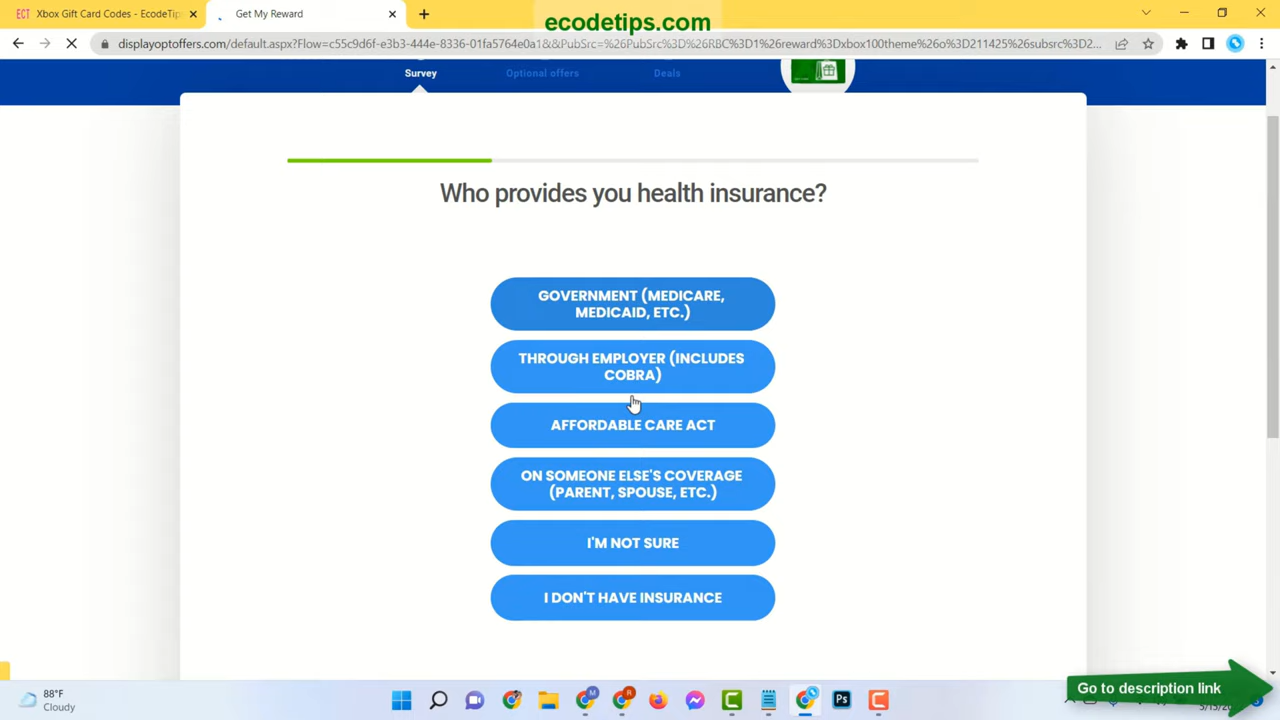 Xbox Gift Card Codes - EcodeTip
Get My Reward
ecodetips.com
displayoptoffers.com/default.aspx?Flow=c55c9d6f-e3b3-444e-8336-01fa5764e0a1&&PubSrc=%26PubSrc%3D%26RBC%3D1%26reward%3Dxbox100theme%26o%3D211425%26subsrc%3D2...
Survey
Optional offers
Deals
Who provides you health insurance?
GOVERNMENT (MEDICARE,
MEDICAID, ETC.)
THROUGH EMPLOYER (INCLUDES
COBRA)
AFFORDABLE CARE ACT
ON SOMEONE ELSE'S COVERAGE
(PARENT, SPOUSE, ETC.)
I'M NOT SURE
I DON'T HAVE INSURANCE
Go to description link
88°F
Cloudy